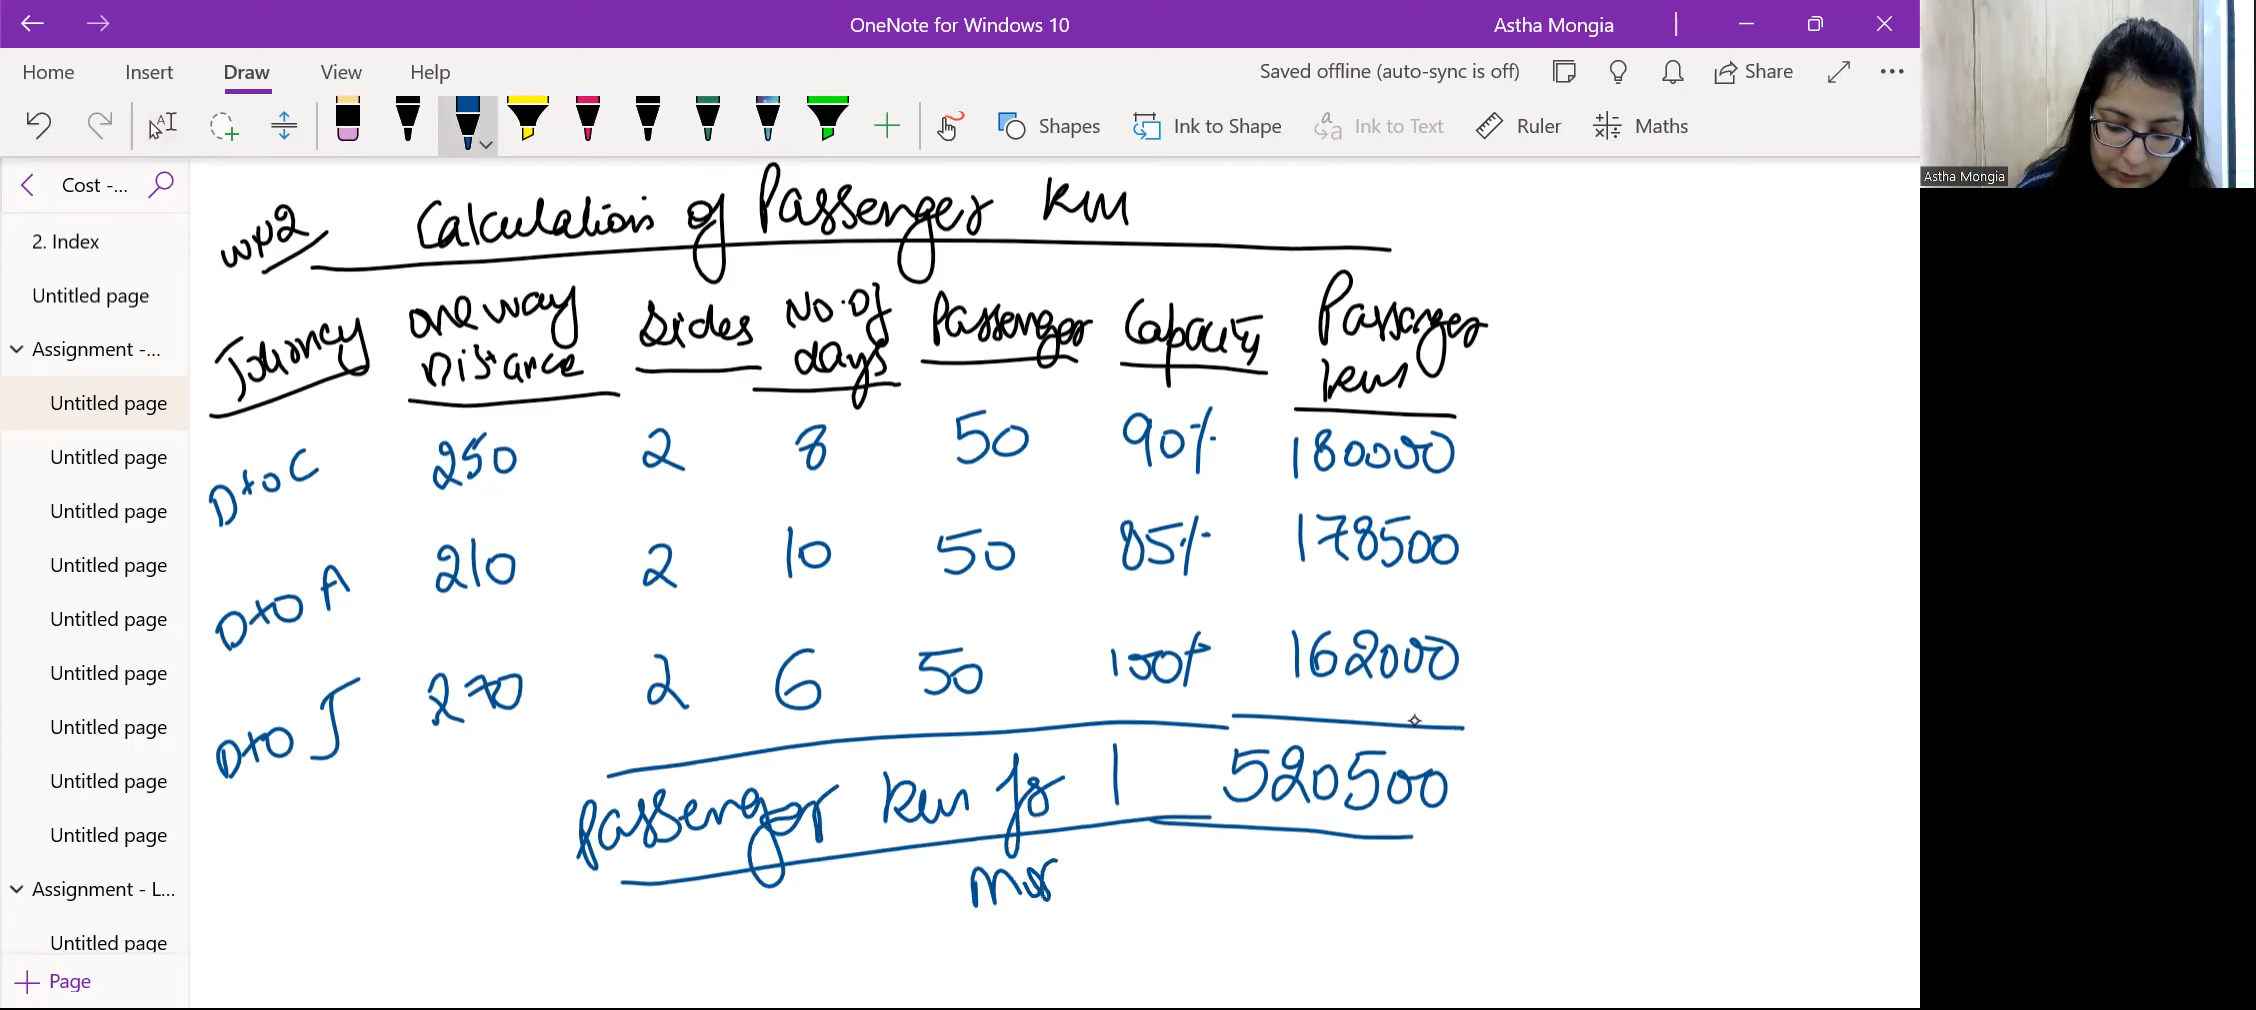 OneNote for Windows 10
Astha Mongia
Home Insert Draw View Help
Saved offline (auto-sync is off) Share
Shapes Ink to Shape Ink to Text Ruler Maths
Cost -...
2. Index
Untitled page
Assignment -...
Untitled page
Untitled page
Untitled page
Untitled page
Untitled page
Untitled page
Untitled page
Untitled page
Untitled page
Assignment - L...
Untitled page
Page
WN2 Calculation of Passenger km
Journey one way Distance Sides No. of days Passenger Capacity Passenger kms
D to C 250 2 8 50 90% 180000
D to A 210 2 10 50 85% 178500
D to J 270 2 6 50 100% 162000
Passenger km for 1 520500
mor
Astha Mongia